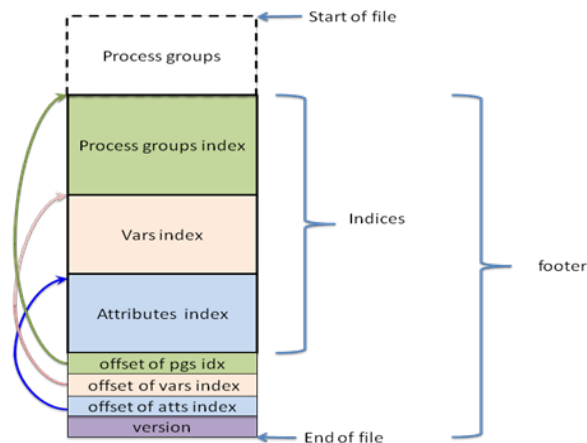 Start of file
Process groups
Process groups index
Indices
Vars index
footer
Attributes index
offset of pgs idx
offset of vars index
offset of atts index
version
End of file